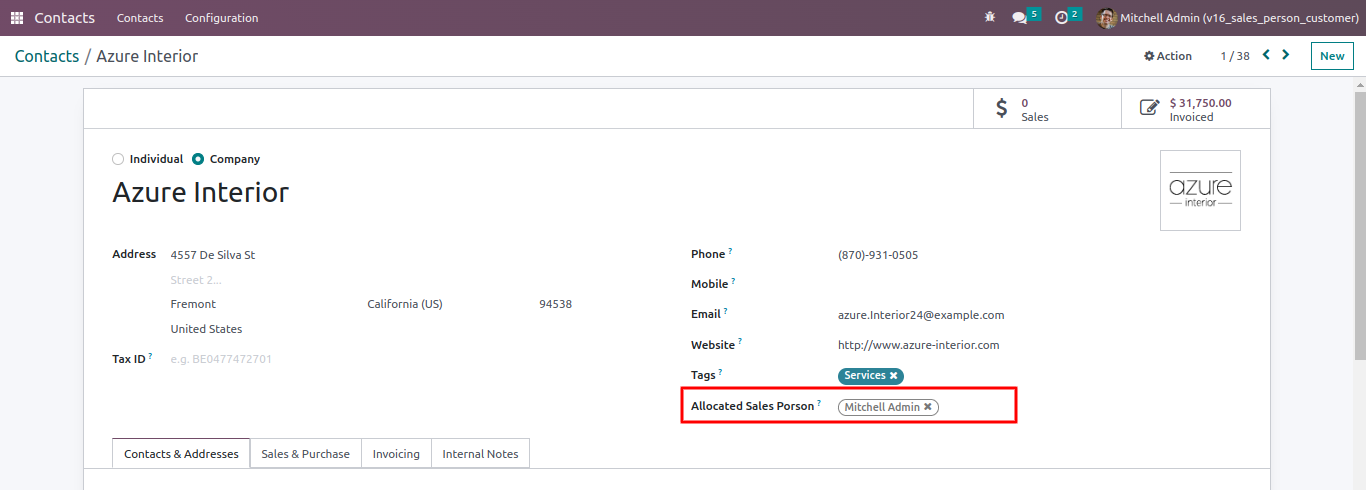 Contacts Contacts Configuration 5 2 Mitchell Admin (v16_sales_person_customer)
Contacts / Azure Interior Action 1 / 38 New
0
Sales
$ 31,750.00
Invoiced
Individual Company
Azure Interior
azure
interior
Address 4557 De Silva St
Street 2...
Fremont California (US) 94538
United States
Tax ID ? e.g. BE0477472701
Phone ? (870)-931-0505
Mobile ?
Email ? azure.Interior24@example.com
Website ? http://www.azure-interior.com
Tags ? Services ✖
Allocated Sales Porson ? Mitchell Admin ✖
Contacts & Addresses Sales & Purchase Invoicing Internal Notes